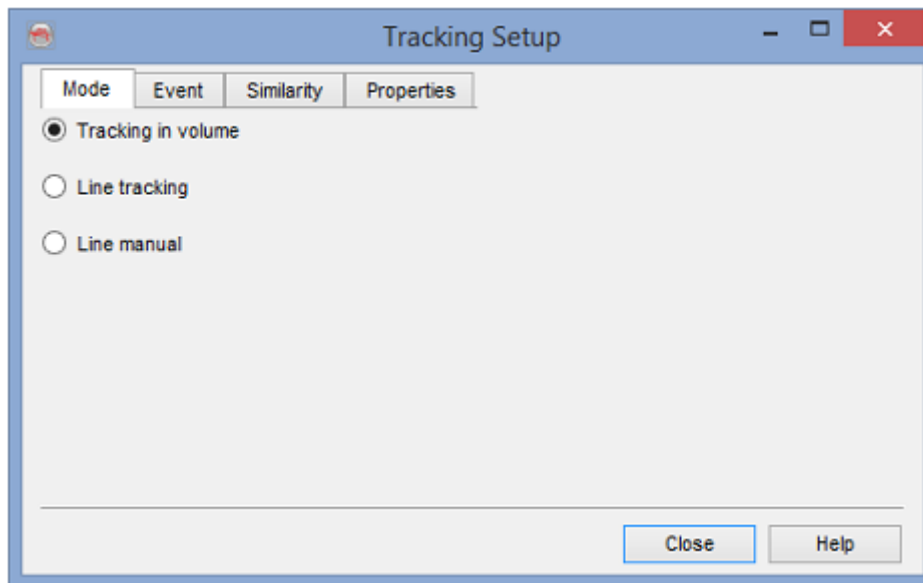 Tracking Setup
Mode Event Similarity Properties
Tracking in volume
Line tracking
Line manual
Close Help